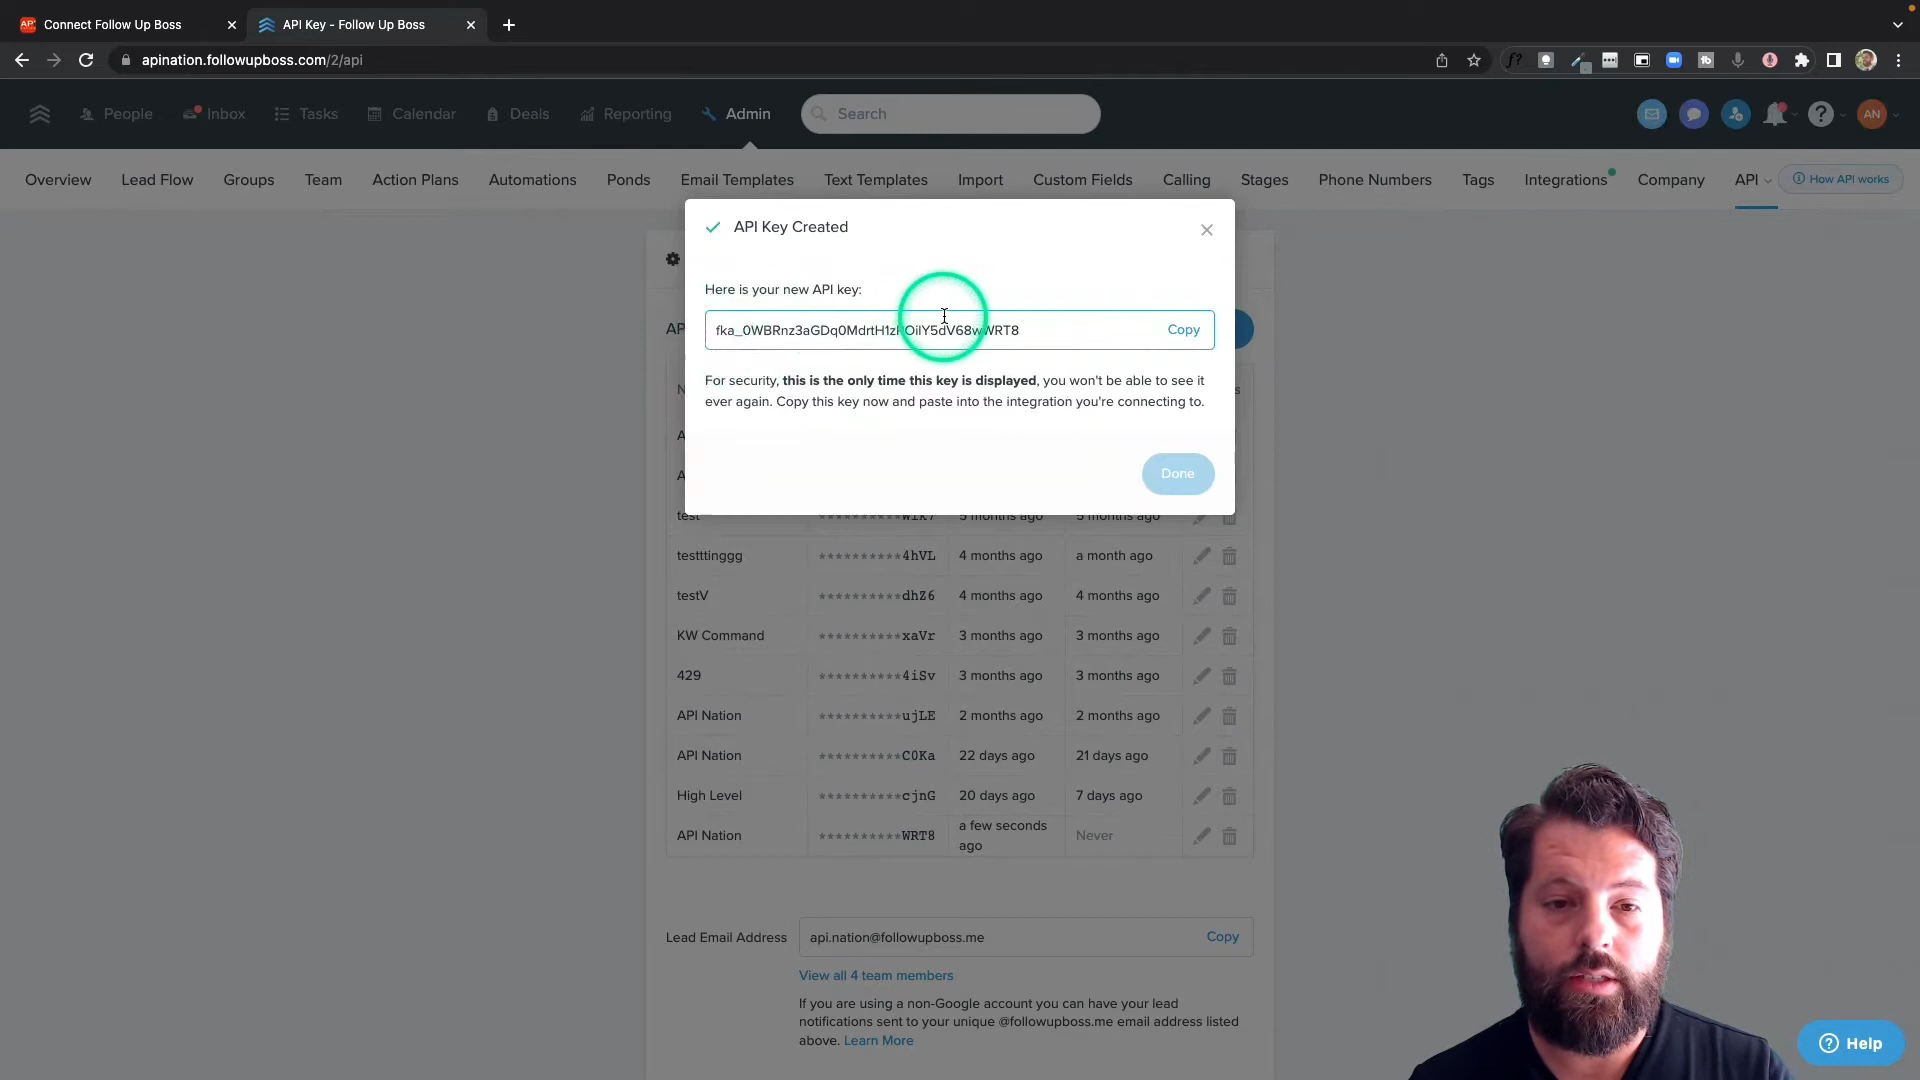 Connect Follow Up Boss
API Key - Follow Up Boss
apination.followupboss.com/2/api
People
Inbox
Tasks
Calendar
Deals
Reporting
Admin
Search
AN
Overview
Lead Flow
Groups
Team
Action Plans
Automations
Ponds
Email Templates
Text Templates
Import
Custom Fields
Calling
Stages
Phone Numbers
Tags
Integrations
Company
API
How API works
API Key Created
Here is your new API key:
Copy
For security, this is the only time this key is displayed, you won't be able to see it
ever again. Copy this key now and paste into the integration you're connecting to.
Done
test
testttinggg **********4hVL 4 months ago a month ago
testV **********dhZ6 4 months ago 4 months ago
KW Command **********xaVr 3 months ago 3 months ago
429 **********4iSv 3 months ago 3 months ago
API Nation **********ujLE 2 months ago 2 months ago
API Nation **********C0Ka 22 days ago 21 days ago
High Level **********cjnG 20 days ago 7 days ago
API Nation **********WRT8 a few seconds ago Never
Lead Email Address api.nation@followupboss.me Copy
View all 4 team members
If you are using a non-Google account you can have your lead
notifications sent to your unique @followupboss.me email address listed
above. Learn More
Help